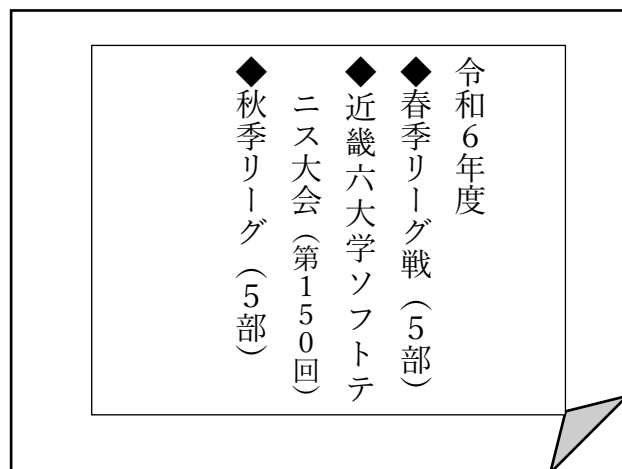 令和6年度
◆春季リーグ戦（5部）
◆近畿六大学ソフトテ
ニス大会（第150回）
◆秋季リーグ（5部）